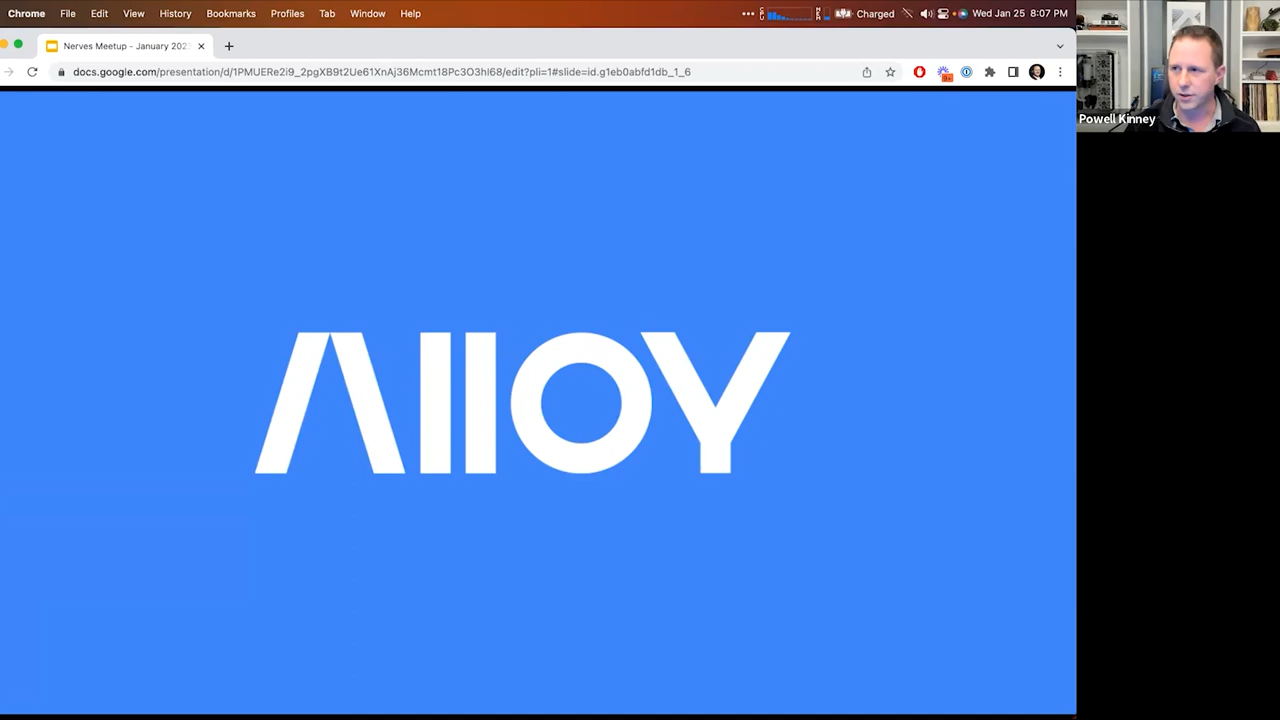 Chrome File Edit View History Bookmarks Profiles Tab Window Help ••• Charged Wed Jan 25 8:07 PM
Nerves Meetup - January 202
docs.google.com/presentation/d/1PMUERe2i9_2pgXB9t2Ue61XnAj36Mcmt18Pc3O3hI68/edit?pli=1#slide=id.g1eb0abfd1db_1_6
Powell Kinney
AllOY